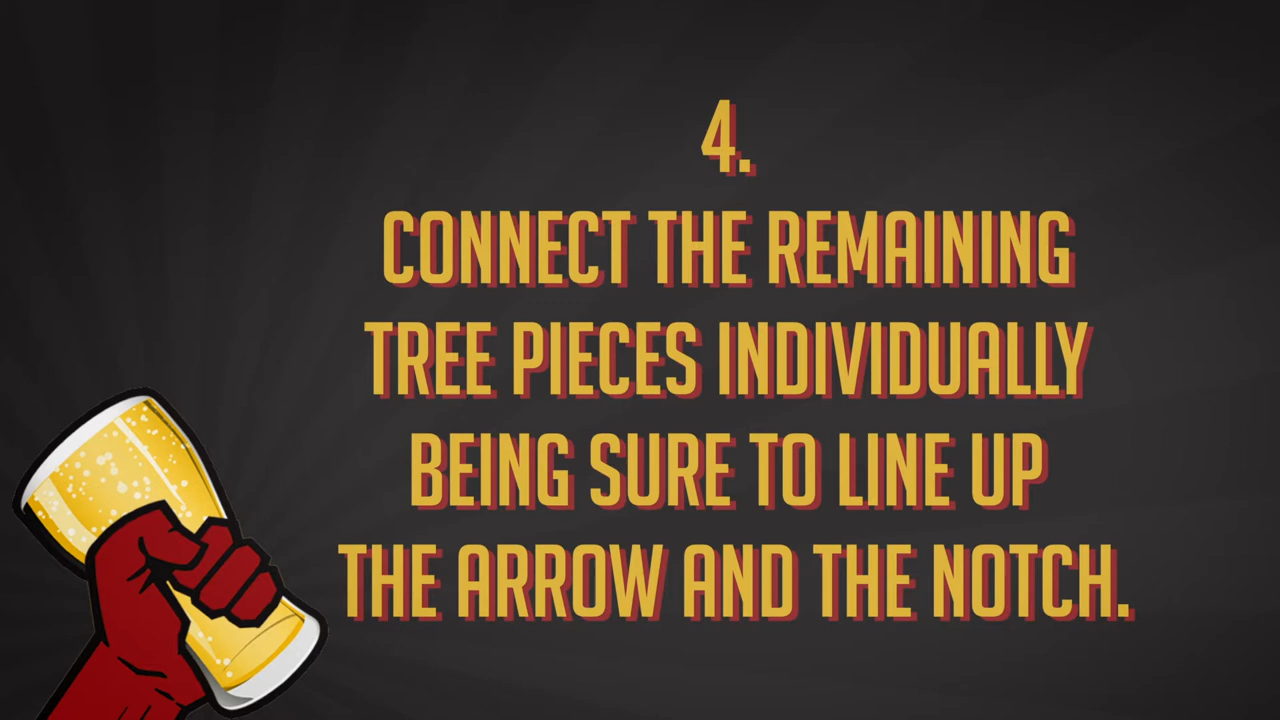 4.
CONNECT THE REMAINING
TREE PIECES INDIVIDUALLY
BEING SURE TO LINE UP
THE ARROW AND THE NOTCH.